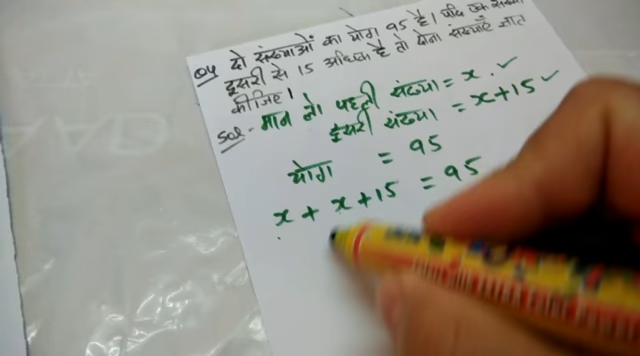 Q4 दो संख्याओं का योग 95 है। यदि एक संख्या
दूसरी से 15 अधिक है तो दोनों संख्याएँ ज्ञात
कीजिए।
Sol- मान लो पहली संख्या = x.
दूसरी संख्या = x+15
योग = 95
x + x + 15 = 95